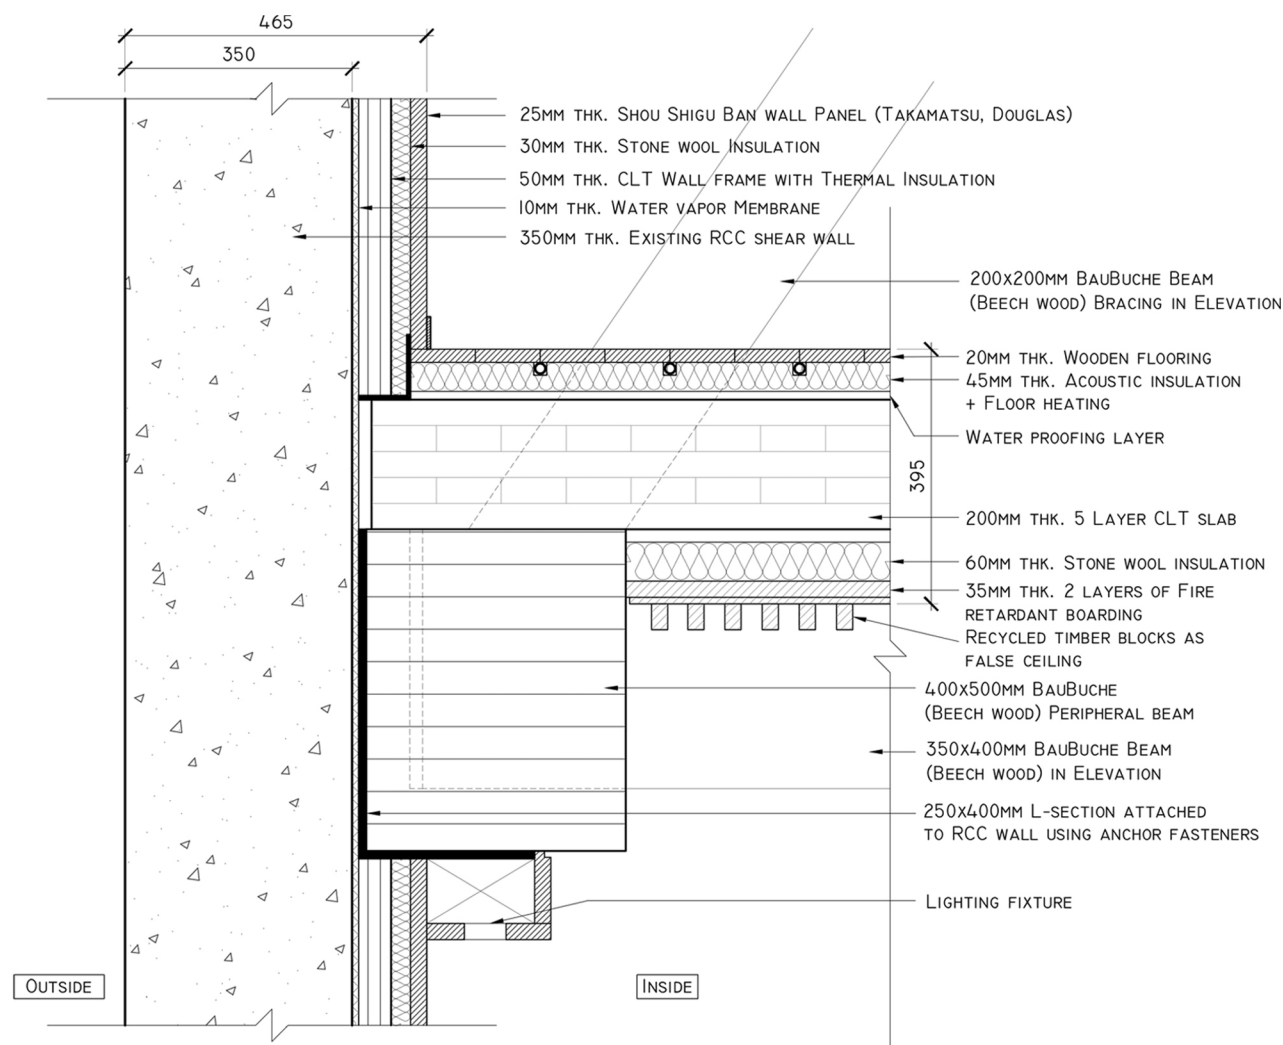 465
350
25mm thk. Shou Shigu Ban wall Panel (Takamatsu, Douglas)
30mm thk. Stone wool Insulation
50mm thk. CLT Wall frame with Thermal Insulation
10mm thk. Water vapor Membrane
350mm thk. Existing RCC shear wall
200x200mm BauBuche Beam
(Beech wood) Bracing in Elevation
20mm thk. Wooden flooring
45mm thk. Acoustic insulation
+ Floor heating
Water proofing layer
395
200mm thk. 5 Layer CLT slab
60mm thk. Stone wool insulation
35mm thk. 2 layers of Fire
retardant boarding
Recycled timber blocks as
false ceiling
400x500mm BauBuche
(Beech wood) Peripheral beam
350x400mm BauBuche Beam
(Beech wood) in Elevation
250x400mm L-section attached
to RCC wall using anchor fasteners
Lighting fixture
Outside
Inside